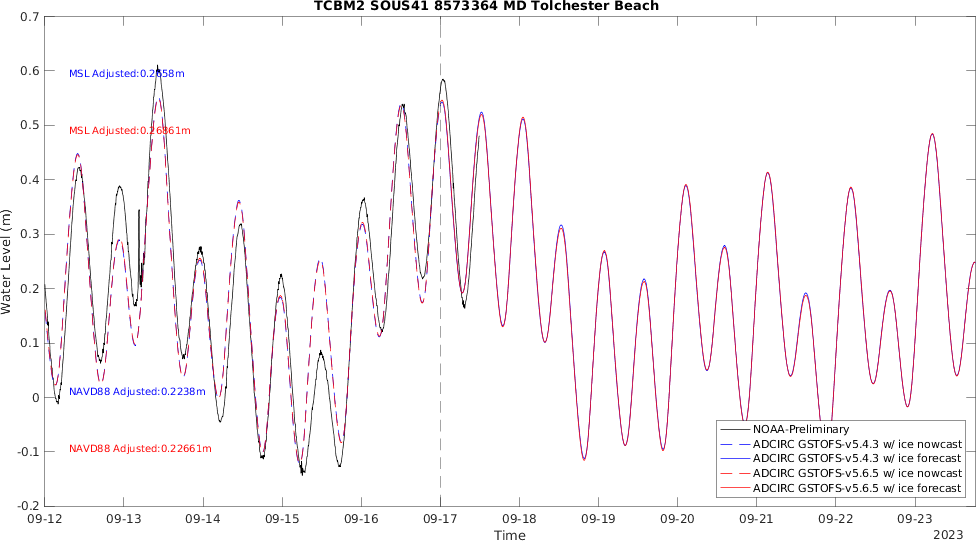 TCBM2 SOUS41 8573364 MD Tolchester Beach
0.7
0.6
0.5
0.4
0.3
0.2
0.1
0
-0.1
-0.2
Water Level (m)
MSL Adjusted:0.2658m
MSL Adjusted:0.26861m
NAVD88 Adjusted:0.2238m
NAVD88 Adjusted:0.22661m
NOAA-Preliminary
ADCIRC GSTOFS-v5.4.3 w/ ice nowcast
ADCIRC GSTOFS-v5.4.3 w/ ice forecast
ADCIRC GSTOFS-v5.6.5 w/ ice nowcast
ADCIRC GSTOFS-v5.6.5 w/ ice forecast
09-12 09-13 09-14 09-15 09-16 09-17 09-18 09-19 09-20 09-21 09-22 09-23
Time
2023